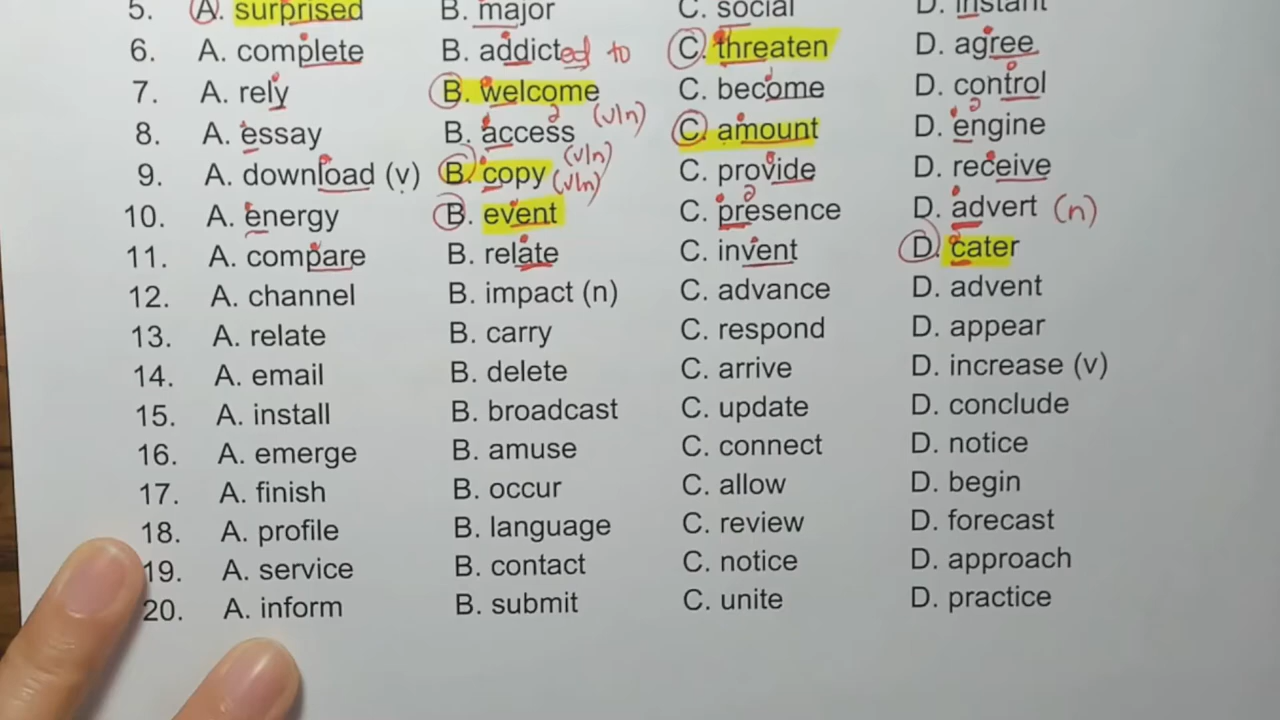 5. A. surprised B. major C. social D. instant
6. A. complete B. addicted to C. threaten D. agree
7. A. rely B. welcome C. become D. control
8. A. essay B. access (v/n) C. amount D. engine
9. A. download (v) B. copy (v/n) (v/n) C. provide D. receive
10. A. energy B. event C. presence D. advert (n)
11. A. compare B. relate C. invent D. cater
12. A. channel B. impact (n) C. advance D. advent
13. A. relate B. carry C. respond D. appear
14. A. email B. delete C. arrive D. increase (v)
15. A. install B. broadcast C. update D. conclude
16. A. emerge B. amuse C. connect D. notice
17. A. finish B. occur C. allow D. begin
18. A. profile B. language C. review D. forecast
19. A. service B. contact C. notice D. approach
20. A. inform B. submit C. unite D. practice